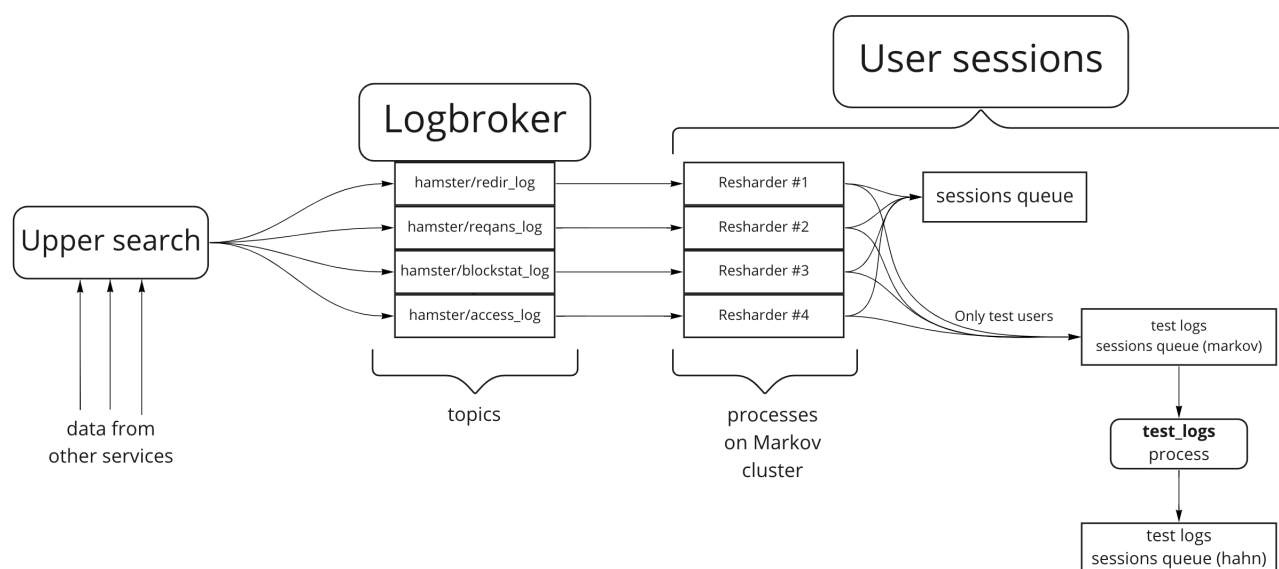 User sessions
Logbroker
hamster/redir_log
hamster/reqans_log
hamster/blockstat_log
hamster/access_log
Resharder #1
Resharder #2
Resharder #3
Resharder #4
sessions queue
Upper search
Only test users
test logs
sessions queue (markov)
topics
processes
on Markov
cluster
data from
other services
test_logs
process
test logs
sessions queue (hahn)